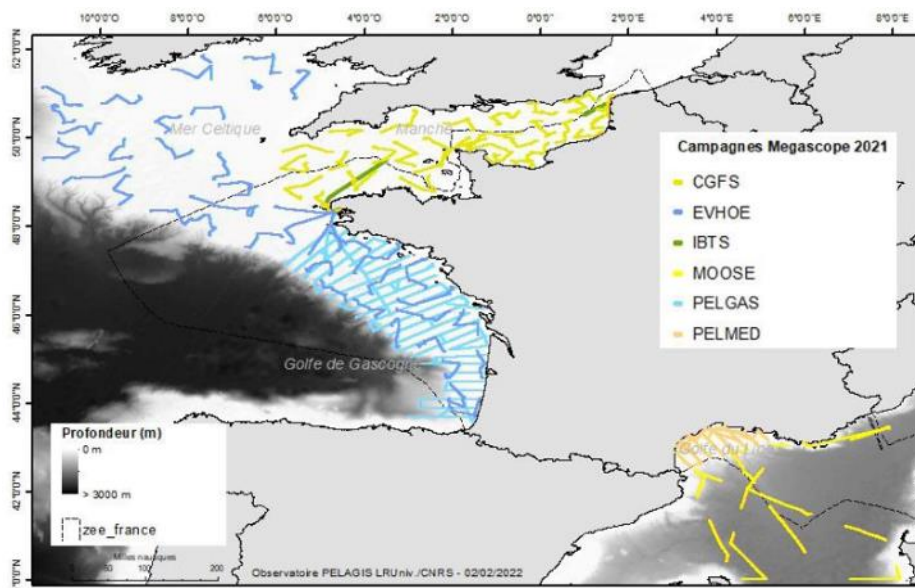 10°0'0"O 8°0'0"O 6°0'0"O 4°0'0"O 2°0'0"O 0°0'0" 2°0'0"E 4°0'0"E 6°0'0"E 8°0'0"E
52°0'0"N
50°0'0"N
48°0'0"N
46°0'0"N
44°0'0"N
42°0'0"N
Mer Celtique
Manche
Golfe de Gascogne
Golfe du Lion
Campagnes Megascope 2021
CGFS
EVHOE
IBTS
MOOSE
PELGAS
PELMED
Profondeur (m)
0 m
> 3000 m
zee_france
Milles nautiques
0 50 100 200
Observatoire PELAGIS LRUniv./CNRS - 02/02/2022